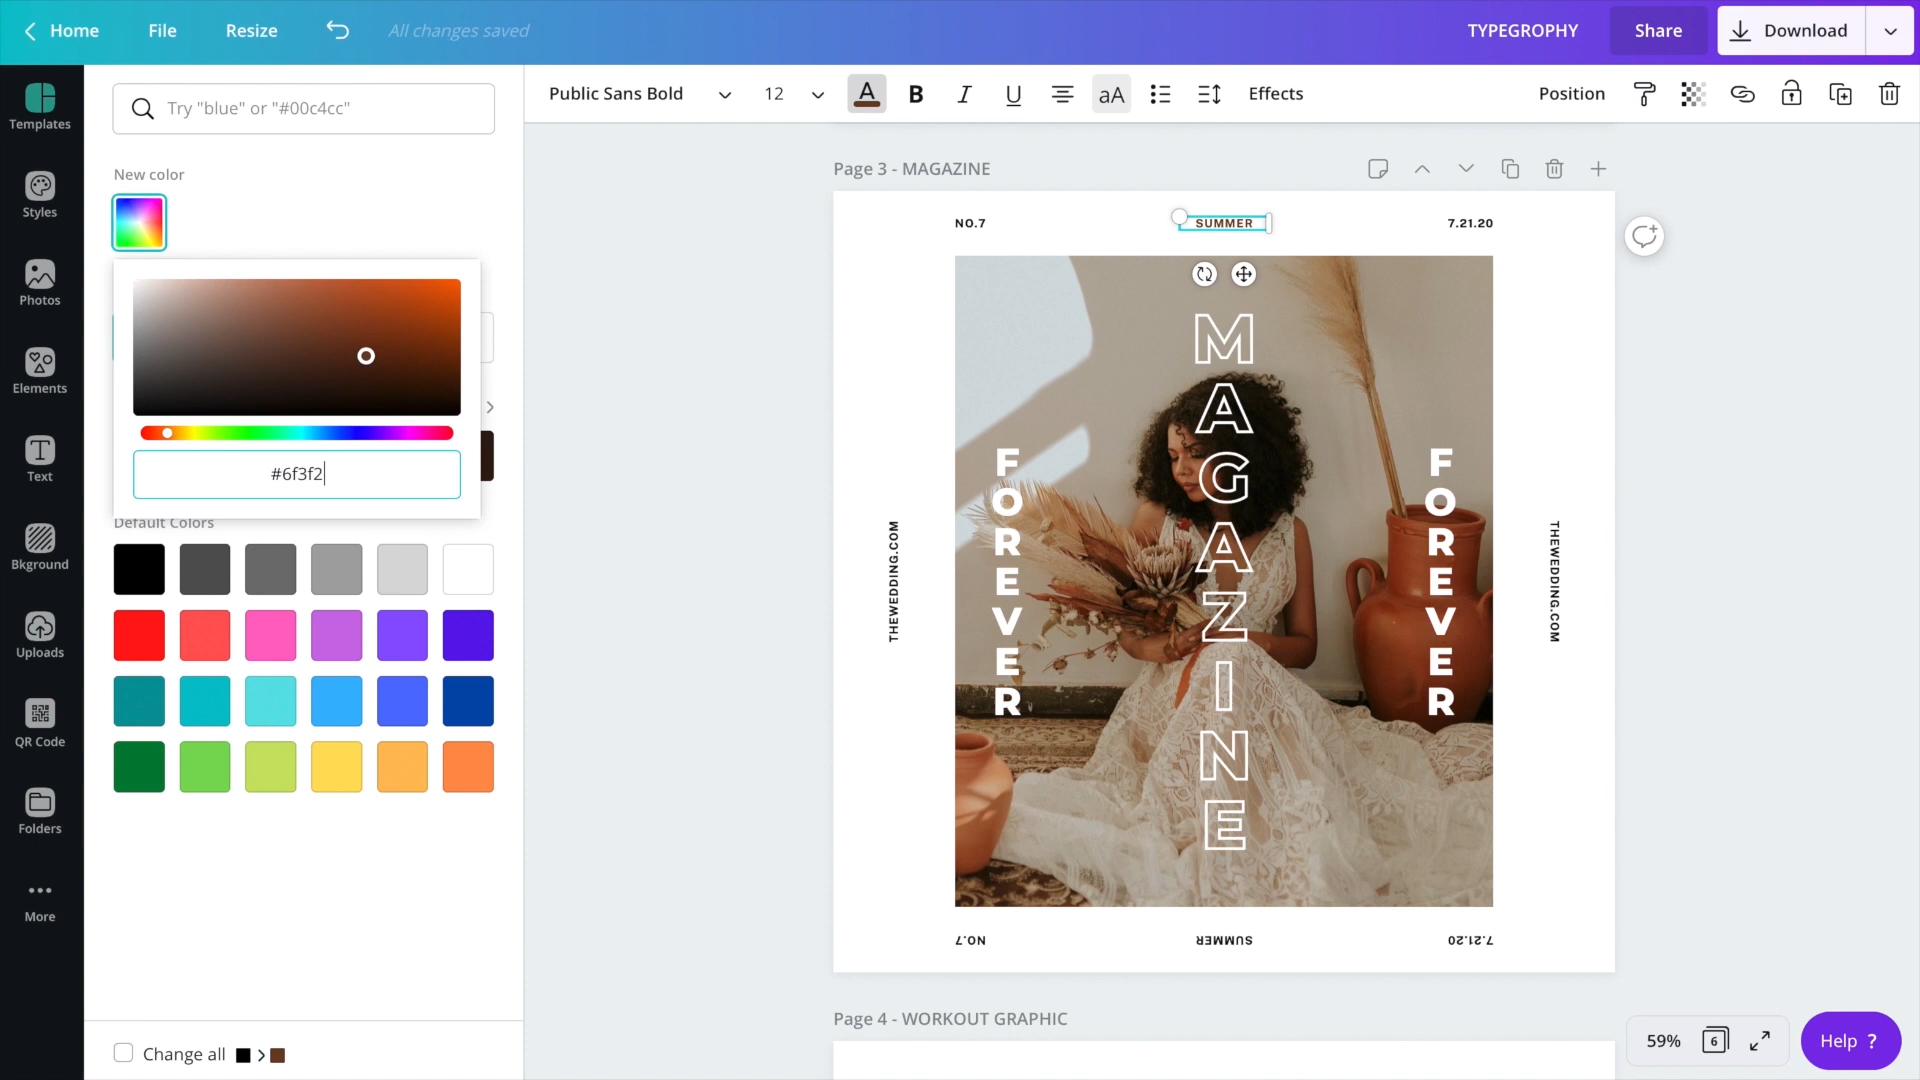 Home
File
Resize
All changes saved
TYPEGROPHY
Share
Download
Templates
Styles
Photos
Elements
Text
Bkground
Uploads
QR Code
Folders
More
Try "blue" or "#00c4cc"
New color
#6f3f2
Default Colors
Change all
Public Sans Bold
12
A
B
I
U
aA
Effects
Position
Page 3 - MAGAZINE
NO.7
SUMMER
7.21.20
THEWEDDING.COM
FOREVER
MAGAZINE
FOREVER
THEWEDDING.COM
NO.7
SUMMER
7.21.20
Page 4 - WORKOUT GRAPHIC
59%
6
Help ?